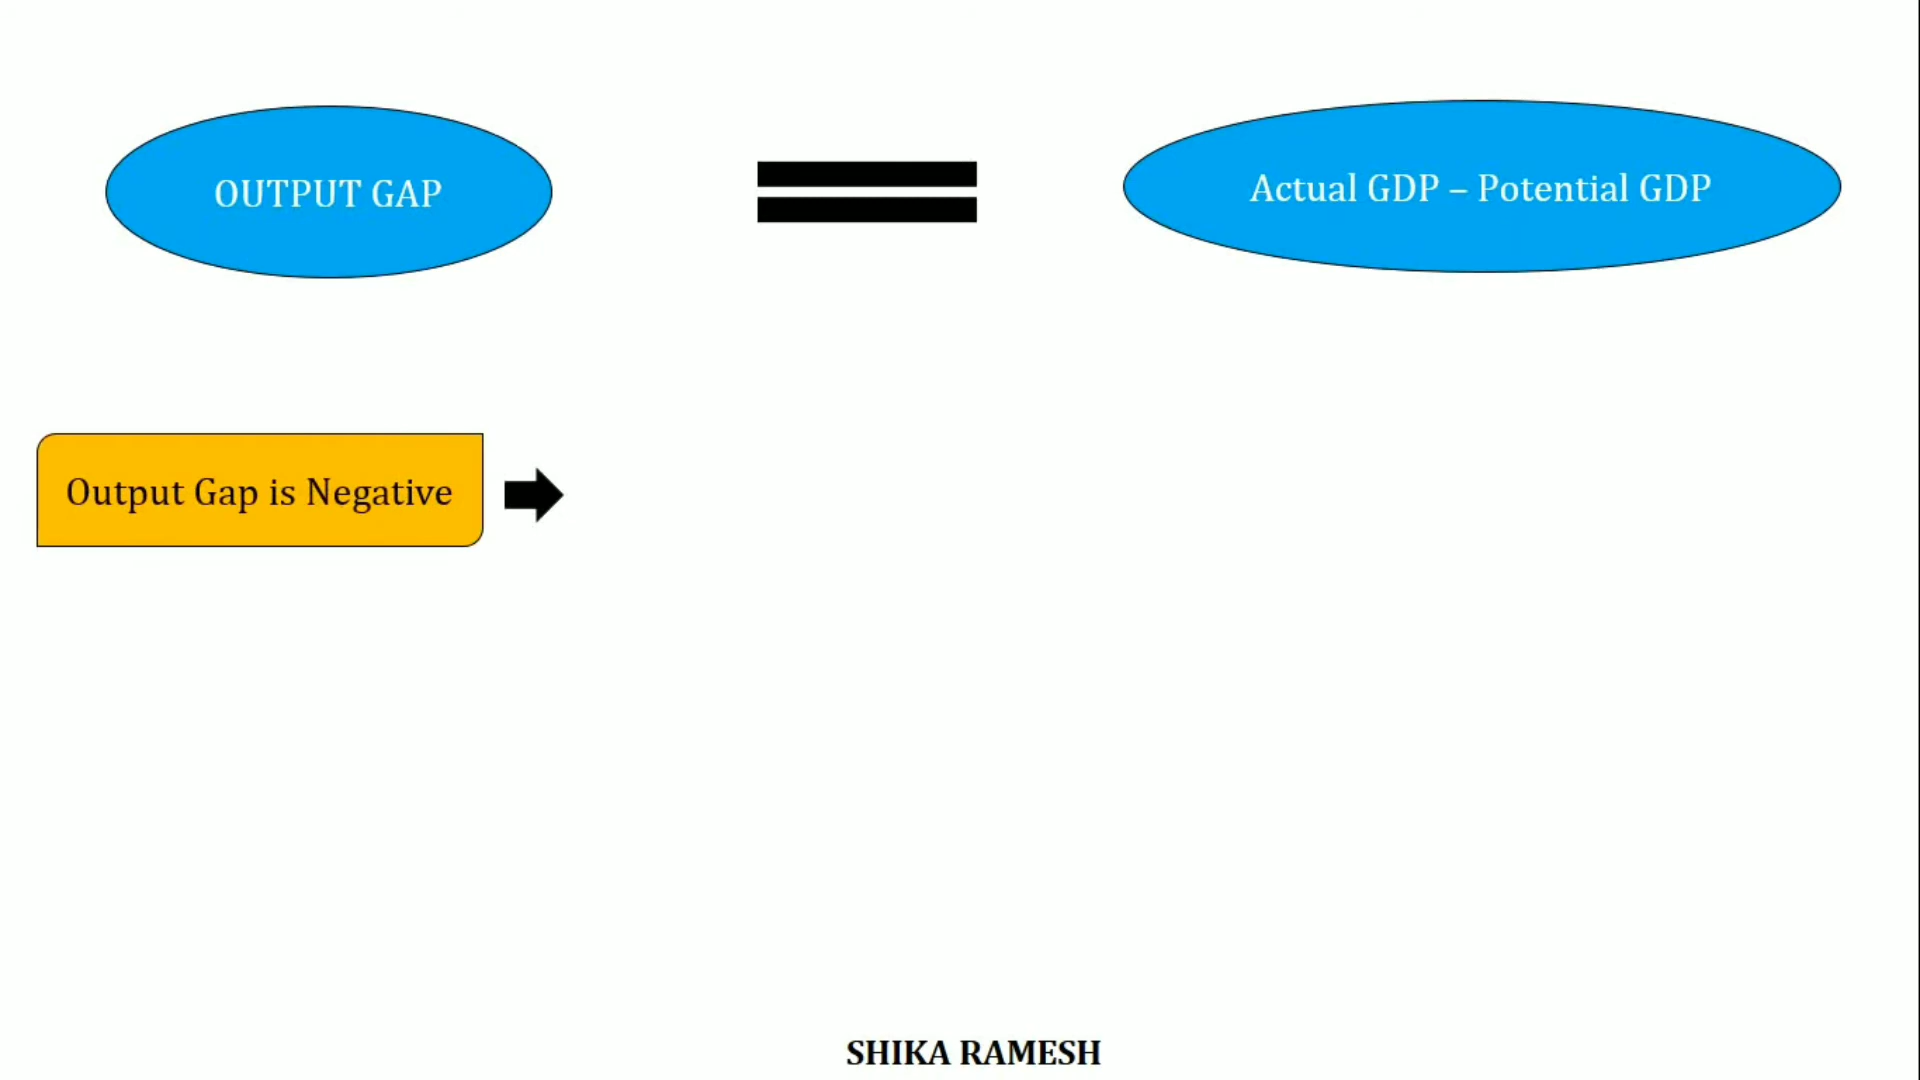 OUTPUT GAP
Actual GDP – Potential GDP
Output Gap is Negative
SHIKA RAMESH